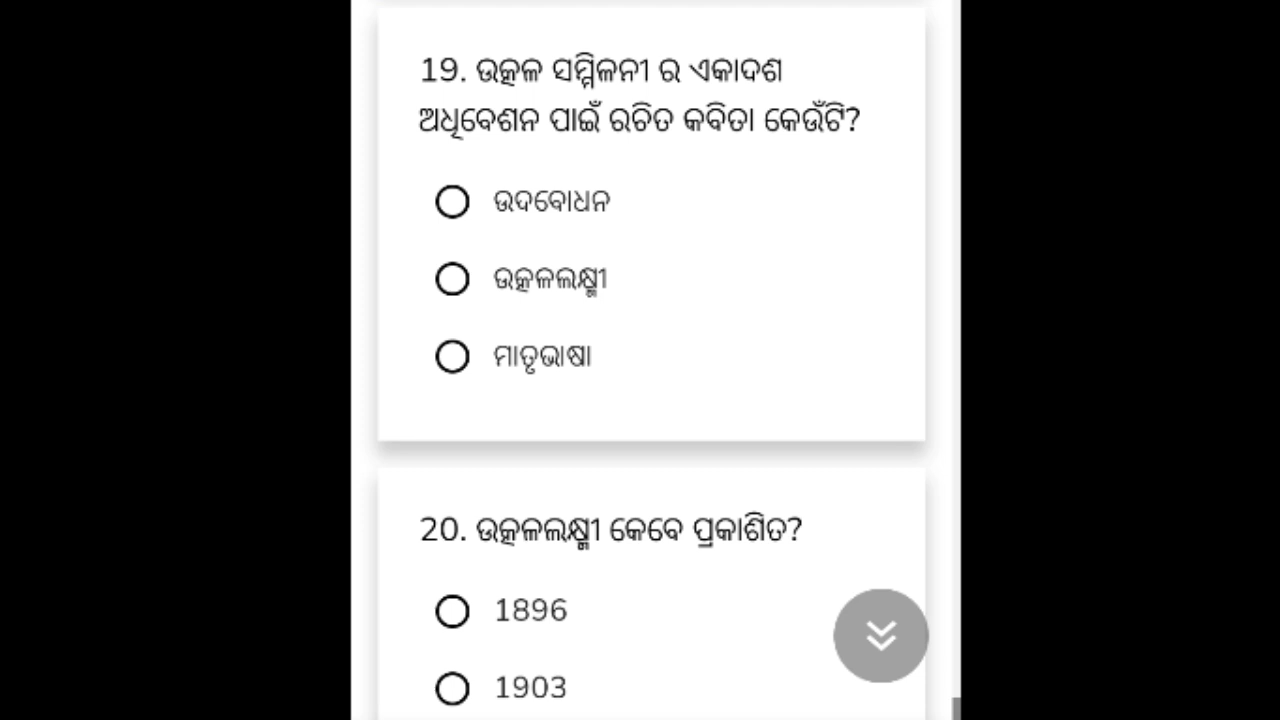 19. ଉତ୍କଳ ସମ୍ମିଳନୀ ର ଏକାଦଶ
ଅଧିବେଶନ ପାଇଁ ରଚିତ କବିତା କେଉଁଟି?
ଉଦବୋଧନ
ଉତ୍କଳଲକ୍ଷ୍ମୀ
ମାତୃଭାଷା
20. ଉତ୍କଳଲକ୍ଷ୍ମୀ କେବେ ପ୍ରକାଶିତ?
1896
1903